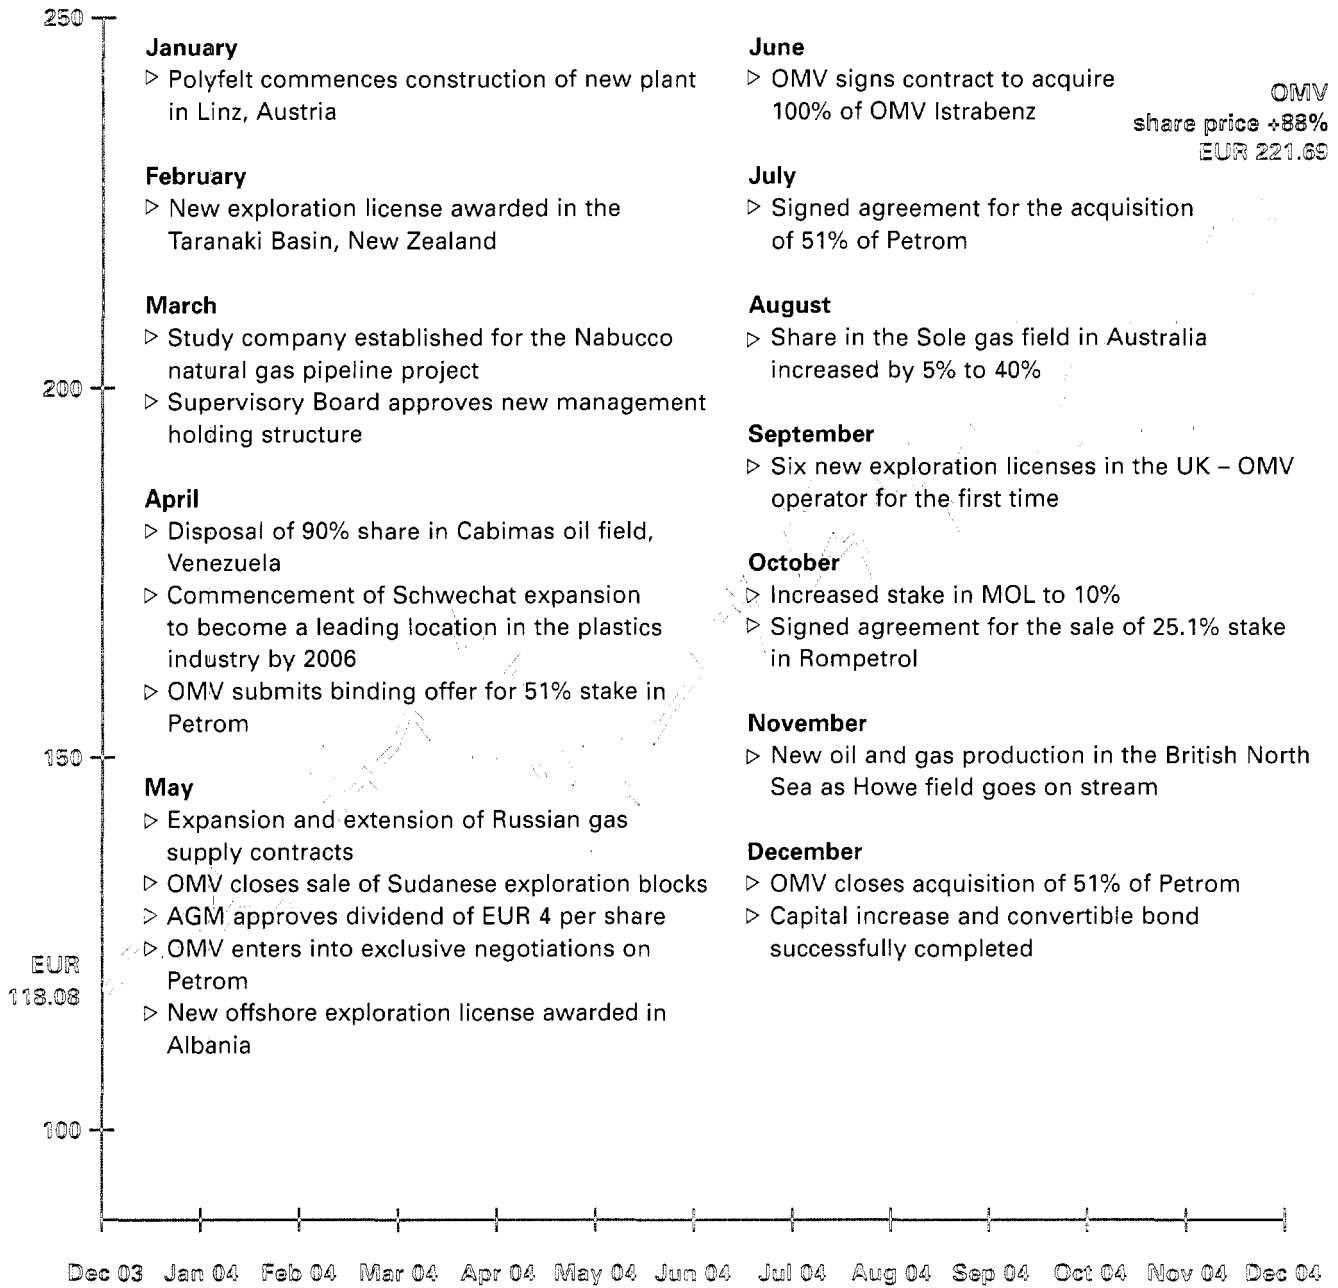 250
January
▷ Polyfelt commences construction of new plant
in Linz, Austria
February
▷ New exploration license awarded in the
Taranaki Basin, New Zealand
March
▷ Study company established for the Nabucco
natural gas pipeline project
200
▷ Supervisory Board approves new management
holding structure
April
▷ Disposal of 90% share in Cabimas oil field,
Venezuela
▷ Commencement of Schwechat expansion
to become a leading location in the plastics
industry by 2006
▷ OMV submits binding offer for 51% stake in
Petrom
150
May
▷ Expansion and extension of Russian gas
supply contracts
▷ OMV closes sale of Sudanese exploration blocks
▷ AGM approves dividend of EUR 4 per share
▷ OMV enters into exclusive negotiations on
Petrom
▷ New offshore exploration license awarded in
Albania
EUR
118.08
100
June
▷ OMV signs contract to acquire
100% of OMV Istrabenz
OMV
share price +88%
EUR 221.69
July
▷ Signed agreement for the acquisition
of 51% of Petrom
August
▷ Share in the Sole gas field in Australia
increased by 5% to 40%
September
▷ Six new exploration licenses in the UK – OMV
operator for the first time
October
▷ Increased stake in MOL to 10%
▷ Signed agreement for the sale of 25.1% stake
in Rompetrol
November
▷ New oil and gas production in the British North
Sea as Howe field goes on stream
December
▷ OMV closes acquisition of 51% of Petrom
▷ Capital increase and convertible bond
successfully completed
Dec 03 Jan 04 Feb 04 Mar 04 Apr 04 May 04 Jun 04 Jul 04 Aug 04 Sep 04 Oct 04 Nov 04 Dec 04